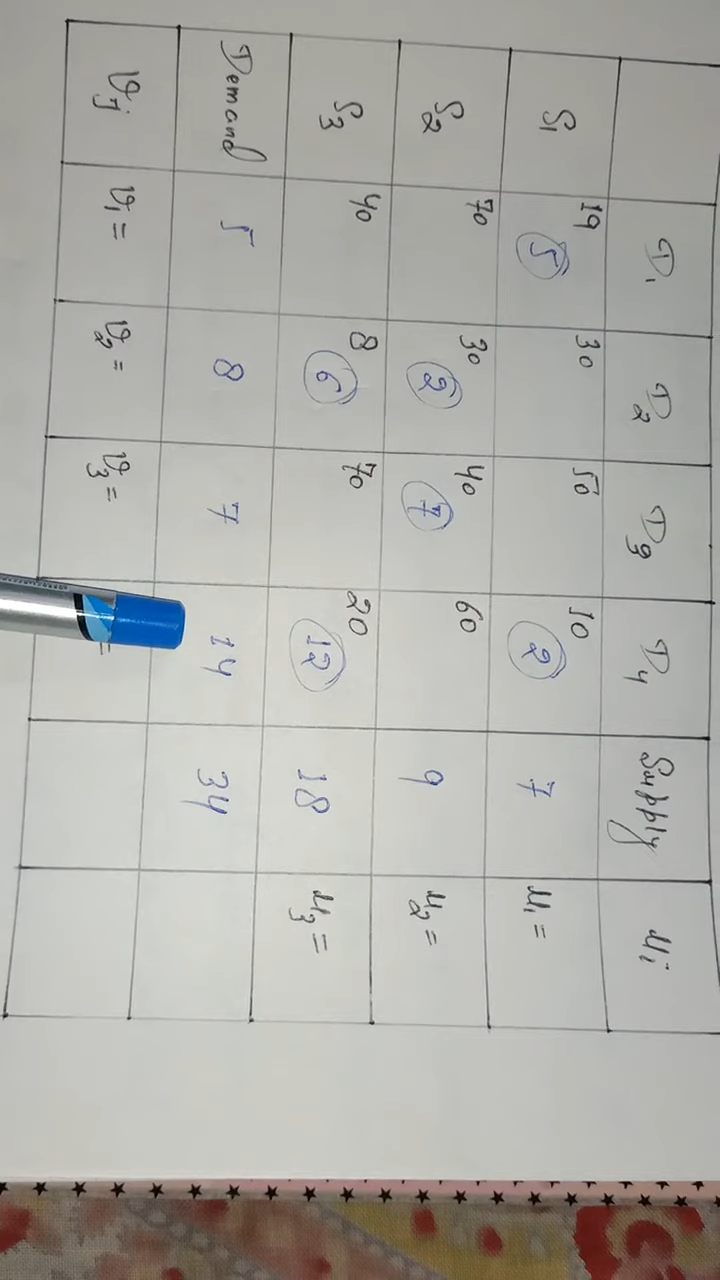 D₁ D₂ D₃ D₄ Supply uᵢ
S₁ 19 (5) 30 50 10 (2) 7 u₁ =
S₂ 70 30 (2) 40 (7) 60 9 u₂ =
S₃ 40 8 (6) 70 20 (12) 18 u₃ =
Demand 5 8 7 14 34
vⱼ v₁ = v₂ = v₃ = =